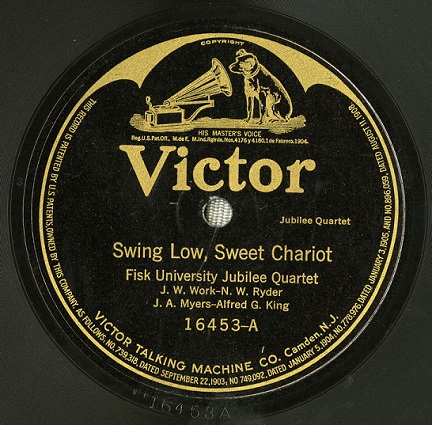 COPYRIGHT
HIS MASTER'S VOICE
Reg.U.S.Pat.Off., M.de F., M.Ind.Rgtrda.Nos.4176 y 4180,1 de Febrero,1904.
Victor
Jubilee Quartet
Swing Low, Sweet Chariot
Fisk University Jubilee Quartet
J. W. Work–N. W. Ryder
J. A. Myers–Alfred G. King
16453-A
VICTOR TALKING MACHINE CO. Camden, N.J.
THIS RECORD IS PATENTED BY U.S. PATENTS, OWNED BY THIS COMPANY AS FOLLOWS: NO. 739,318, DATED SEPTEMBER 22, 1903; NO 749,092, DATED JANUARY 5, 1904, NO. 778,976, DATED JANUARY 3, 1905, AND NO. 896,059, DATED AUGUST 11, 1908
16453A